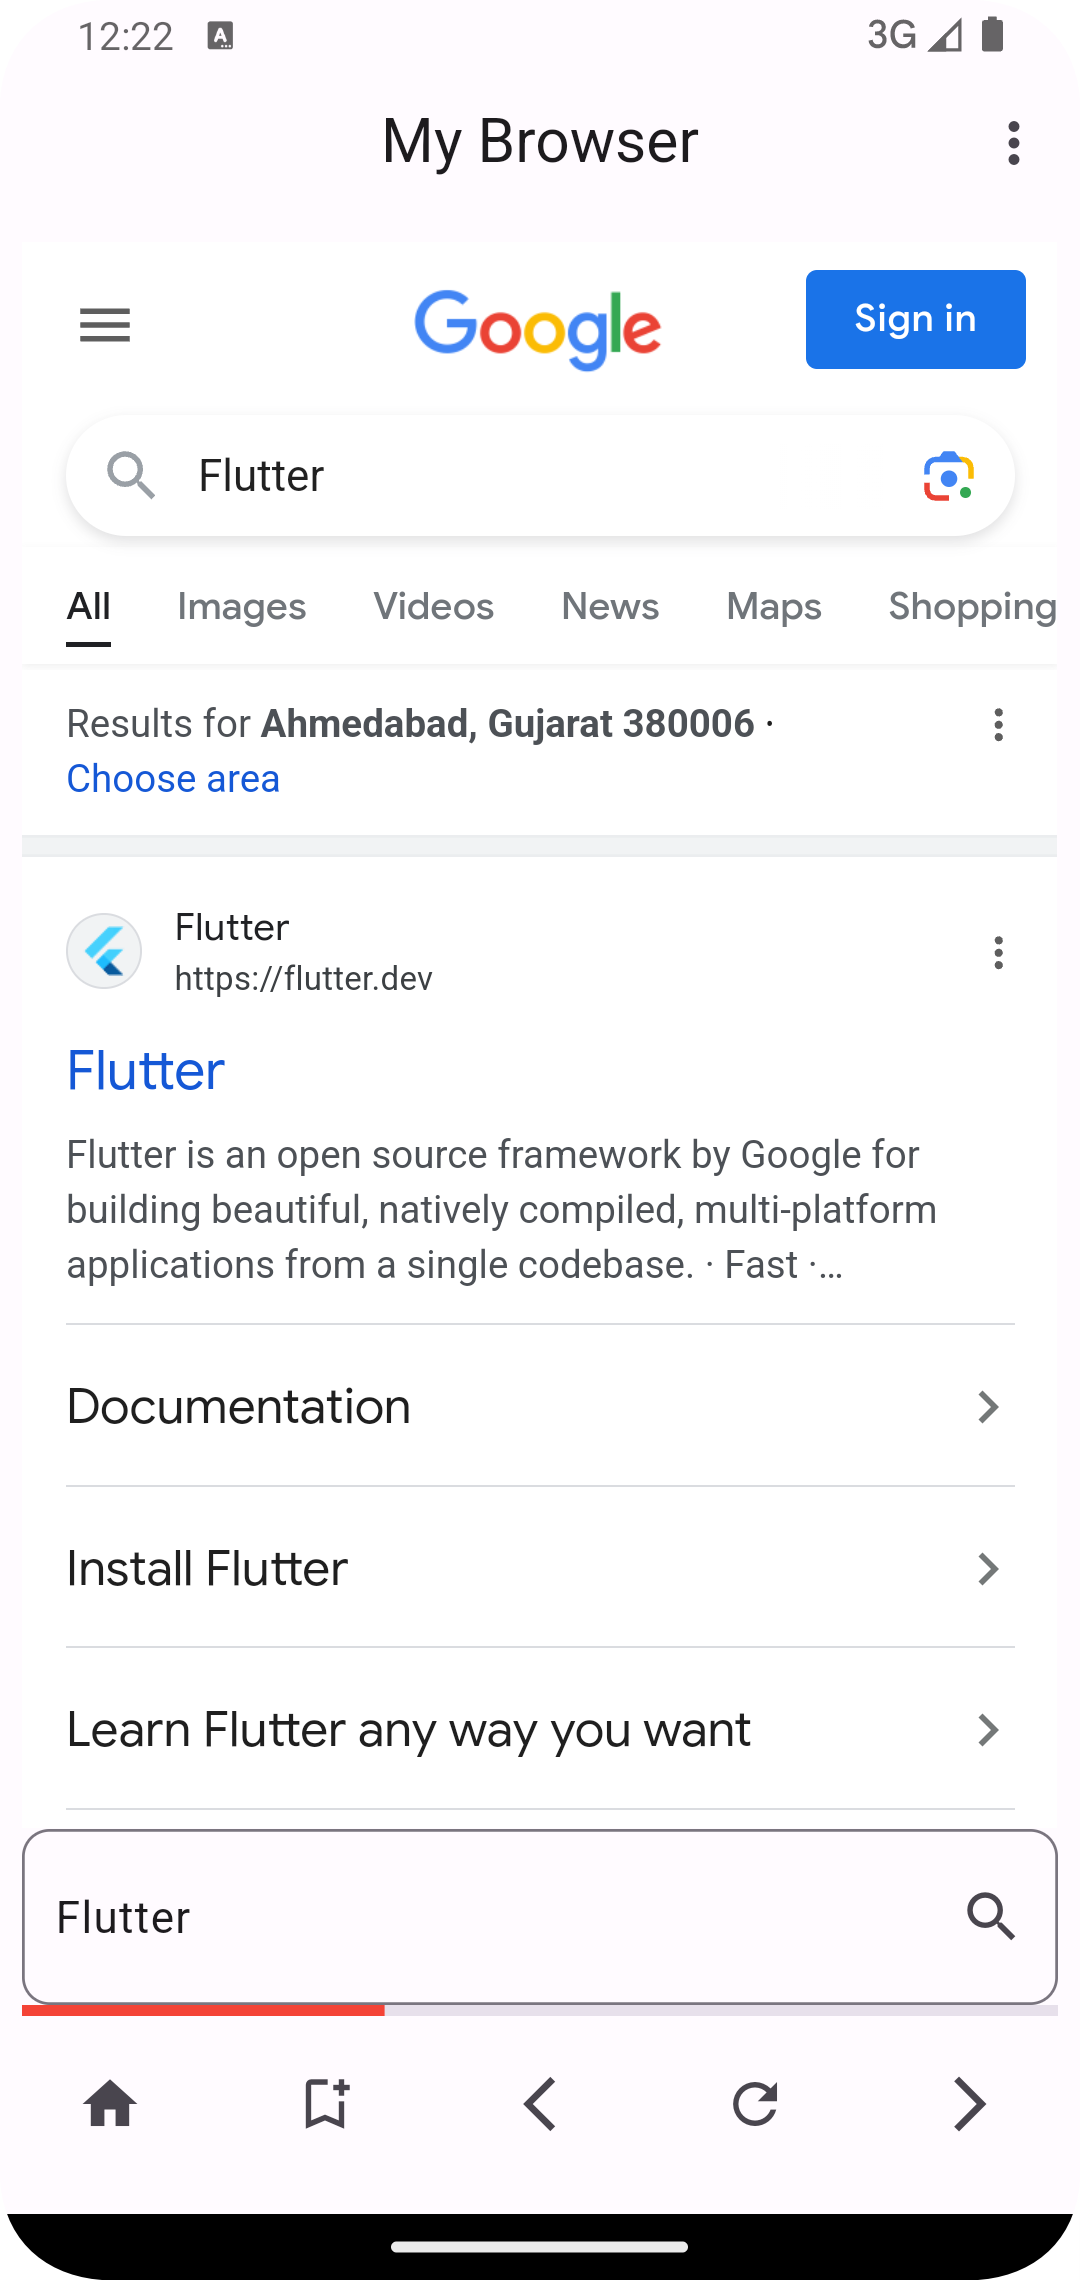 12:22
A
3G
My Browser
Google
Sign in
Flutter
All Images Videos News Maps Shopping
Results for Ahmedabad, Gujarat 380006 ·
Choose area
Flutter
https://flutter.dev
Flutter
Flutter is an open source framework by Google for
building beautiful, natively compiled, multi-platform
applications from a single codebase. · Fast ·...
Documentation
Install Flutter
Learn Flutter any way you want
Flutter